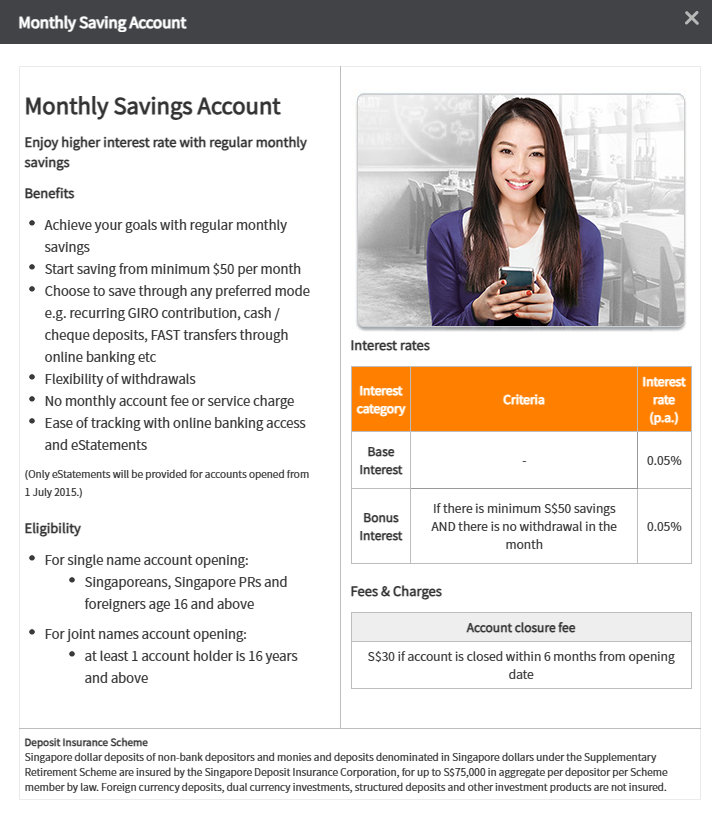 Monthly Saving Account
Monthly Savings Account
Enjoy higher interest rate with regular monthly
savings
Benefits
• Achieve your goals with regular monthly
savings
• Start saving from minimum $50 per month
• Choose to save through any preferred mode
e.g. recurring GIRO contribution, cash /
cheque deposits, FAST transfers through
online banking etc
• Flexibility of withdrawals
• No monthly account fee or service charge
• Ease of tracking with online banking access
and eStatements
(Only eStatements will be provided for accounts opened from
1 July 2015.)
Eligibility
• For single name account opening:
• Singaporeans, Singapore PRs and
foreigners age 16 and above
• For joint names account opening:
• at least 1 account holder is 16 years
and above
Interest rates
Interest
category
Criteria
Interest
rate
(p.a.)
Base
Interest
-
0.05%
Bonus
Interest
If there is minimum S$50 savings
AND there is no withdrawal in the
month
0.05%
Fees & Charges
Account closure fee
S$30 if account is closed within 6 months from opening
date
Deposit Insurance Scheme
Singapore dollar deposits of non-bank depositors and monies and deposits denominated in Singapore dollars under the Supplementary
Retirement Scheme are insured by the Singapore Deposit Insurance Corporation, for up to S$75,000 in aggregate per depositor per Scheme
member by law. Foreign currency deposits, dual currency investments, structured deposits and other investment products are not insured.